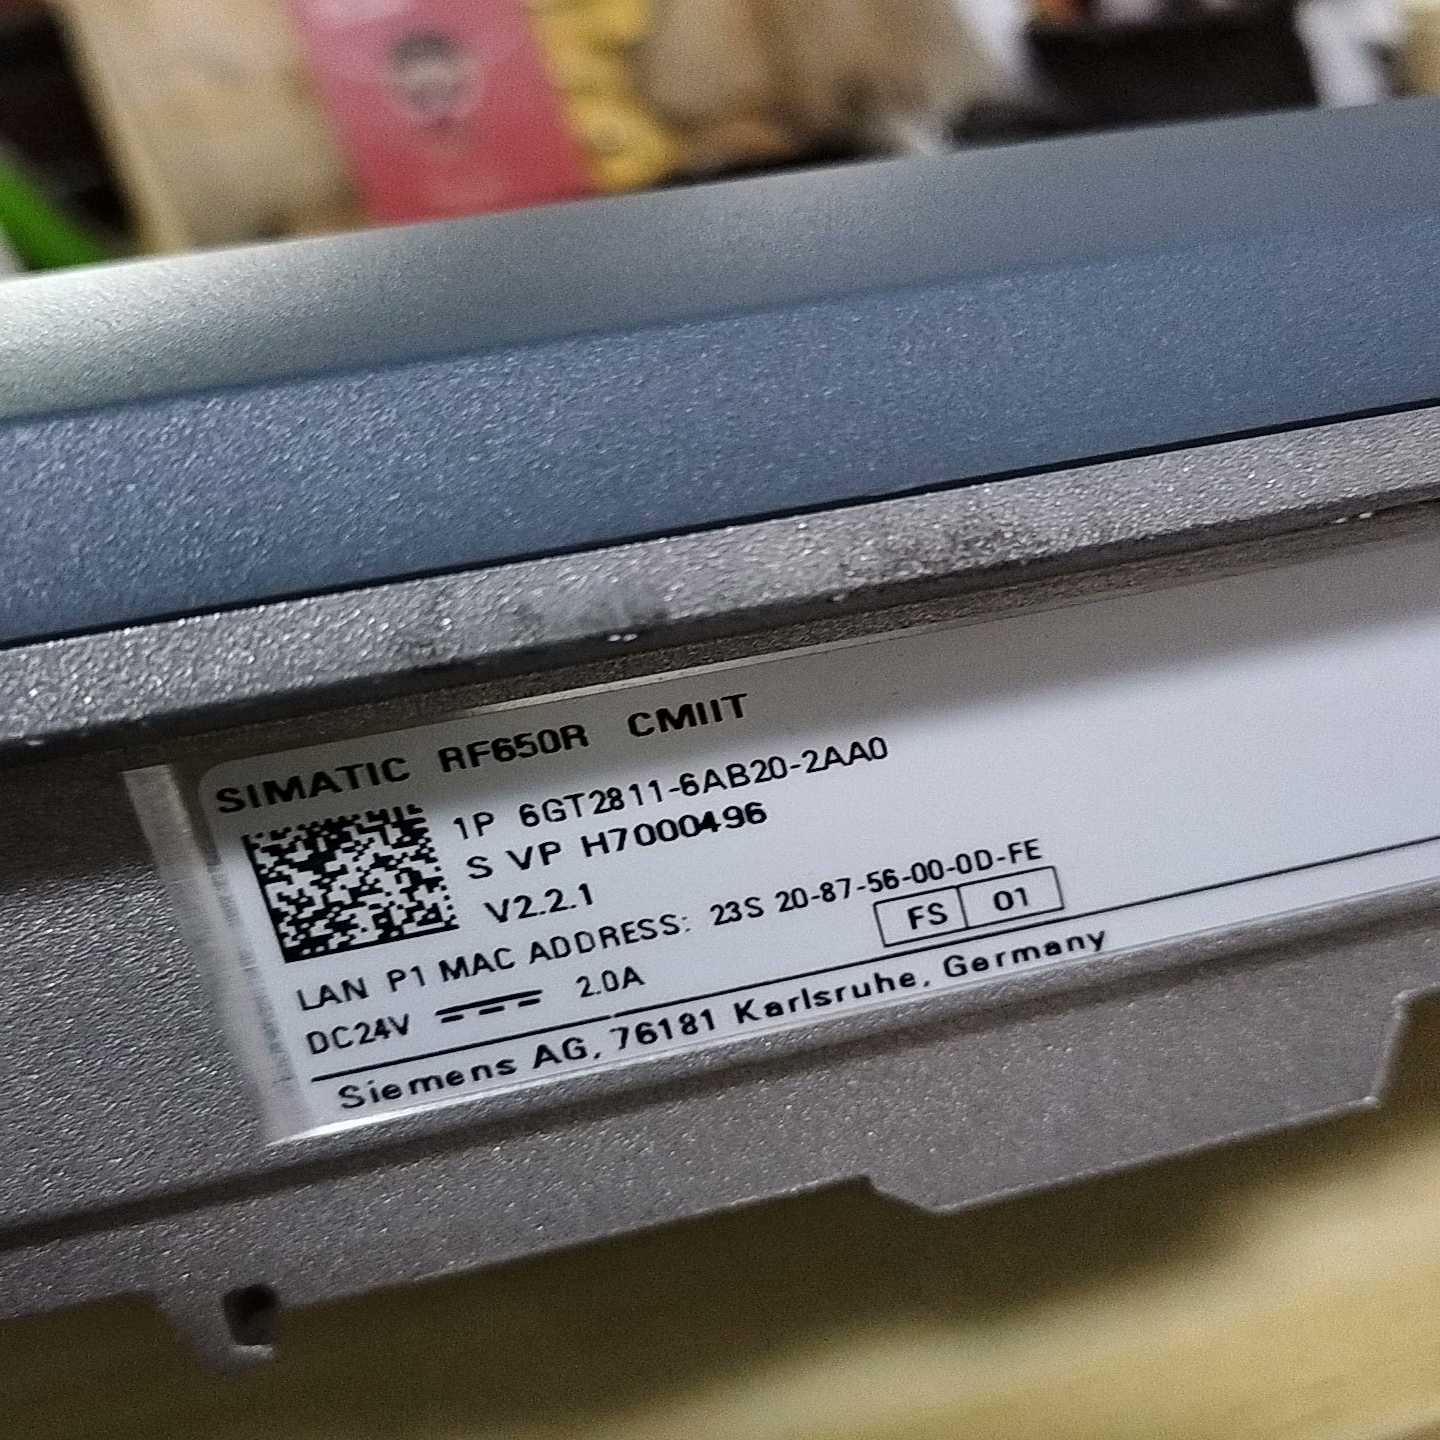 SIMATIC RF650R CMIIT
1P 6GT2811-6AB20-2AA0
S VP H7000496
V2.2.1
LAN P1 MAC ADDRESS: 23S 20-87-56-00-0D-FE
DC24V 2.0A
FS 01
Siemens AG, 76181 Karlsruhe, Germany